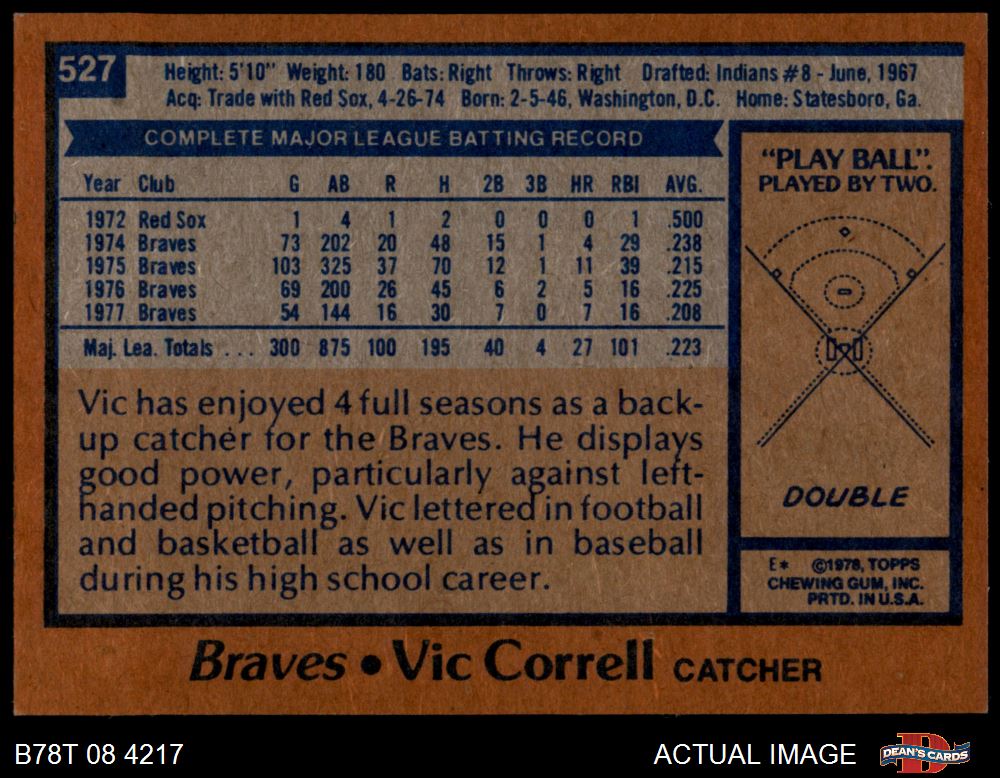 527
Height: 5'10" Weight: 180 Bats: Right Throws: Right Drafted: Indians #8 - June, 1967
Acq: Trade with Red Sox, 4-26-74 Born: 2-5-46, Washington, D.C. Home: Statesboro, Ga.
COMPLETE MAJOR LEAGUE BATTING RECORD
Year Club G AB R H 2B 3B HR RBI AVG.
1972 Red Sox 1 4 1 2 0 0 0 1 .500
1974 Braves 73 202 20 48 15 1 4 29 .238
1975 Braves 103 325 37 70 12 1 11 39 .215
1976 Braves 69 200 26 45 6 2 5 16 .225
1977 Braves 54 144 16 30 7 0 7 16 .208
Maj. Lea. Totals . . . 300 875 100 195 40 4 27 101 .223
Vic has enjoyed 4 full seasons as a back-
up catcher for the Braves. He displays
good power, particularly against left-
handed pitching. Vic lettered in football
and basketball as well as in baseball
during his high school career.
"PLAY BALL".
PLAYED BY TWO.
DOUBLE
E* ©1978, TOPPS
CHEWING GUM, INC.
PRTD. IN U.S.A.
Braves • Vic Correll CATCHER
B78T 08 4217 ACTUAL IMAGE
D
DEAN'S CARDS